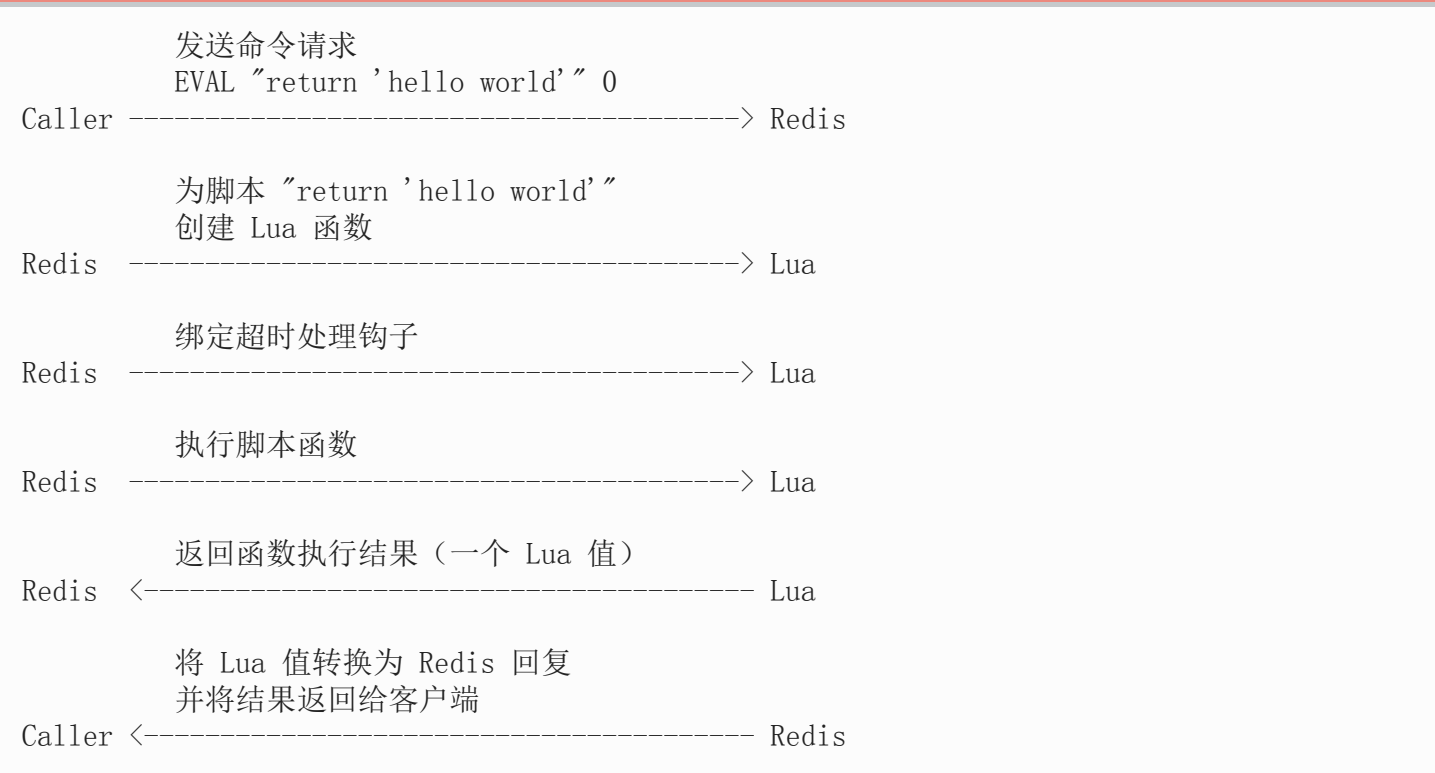 发送命令请求
EVAL "return 'hello world'" 0
Caller ----------------------------------------> Redis
为脚本 "return 'hello world'"
创建 Lua 函数
Redis ----------------------------------------> Lua
绑定超时处理钩子
Redis ----------------------------------------> Lua
执行脚本函数
Redis ----------------------------------------> Lua
返回函数执行结果（一个 Lua 值）
Redis <---------------------------------------- Lua
将 Lua 值转换为 Redis 回复
并将结果返回给客户端
Caller <---------------------------------------- Redis